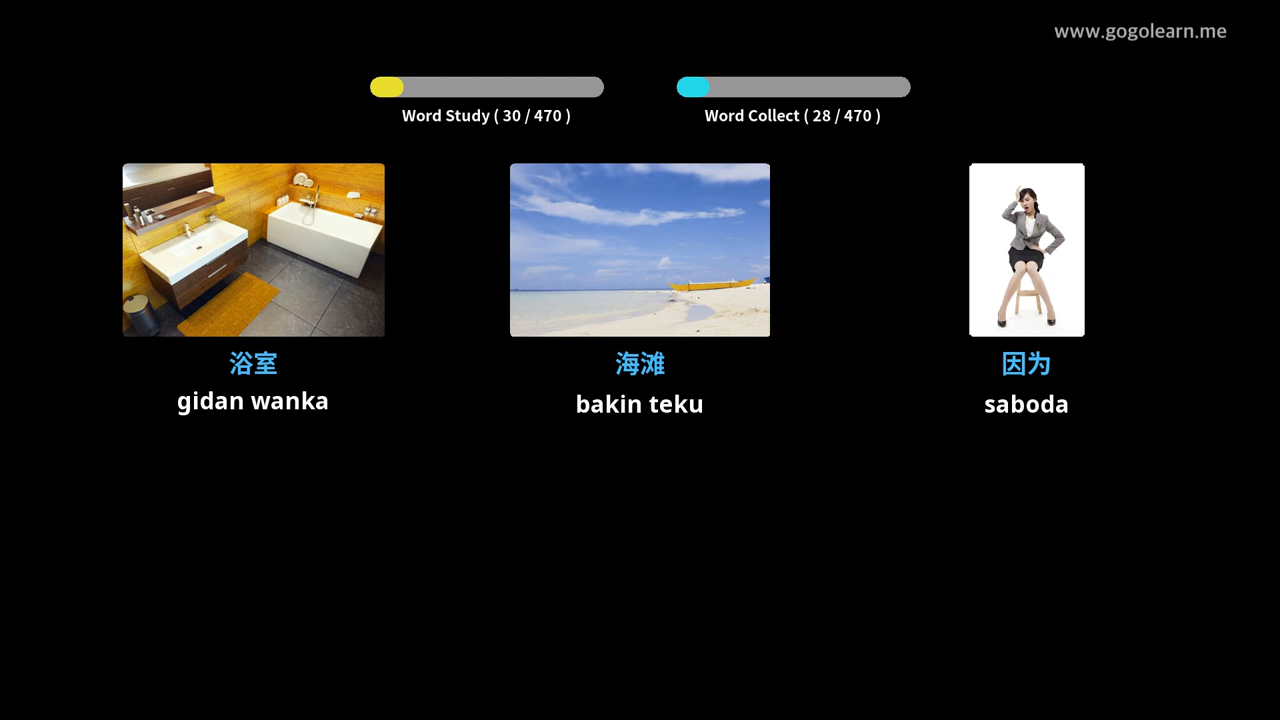 www.gogolearn.me
Word Study ( 30 / 470 )
Word Collect ( 28 / 470 )
浴室
gidan wanka
海滩
bakin teku
因为
saboda